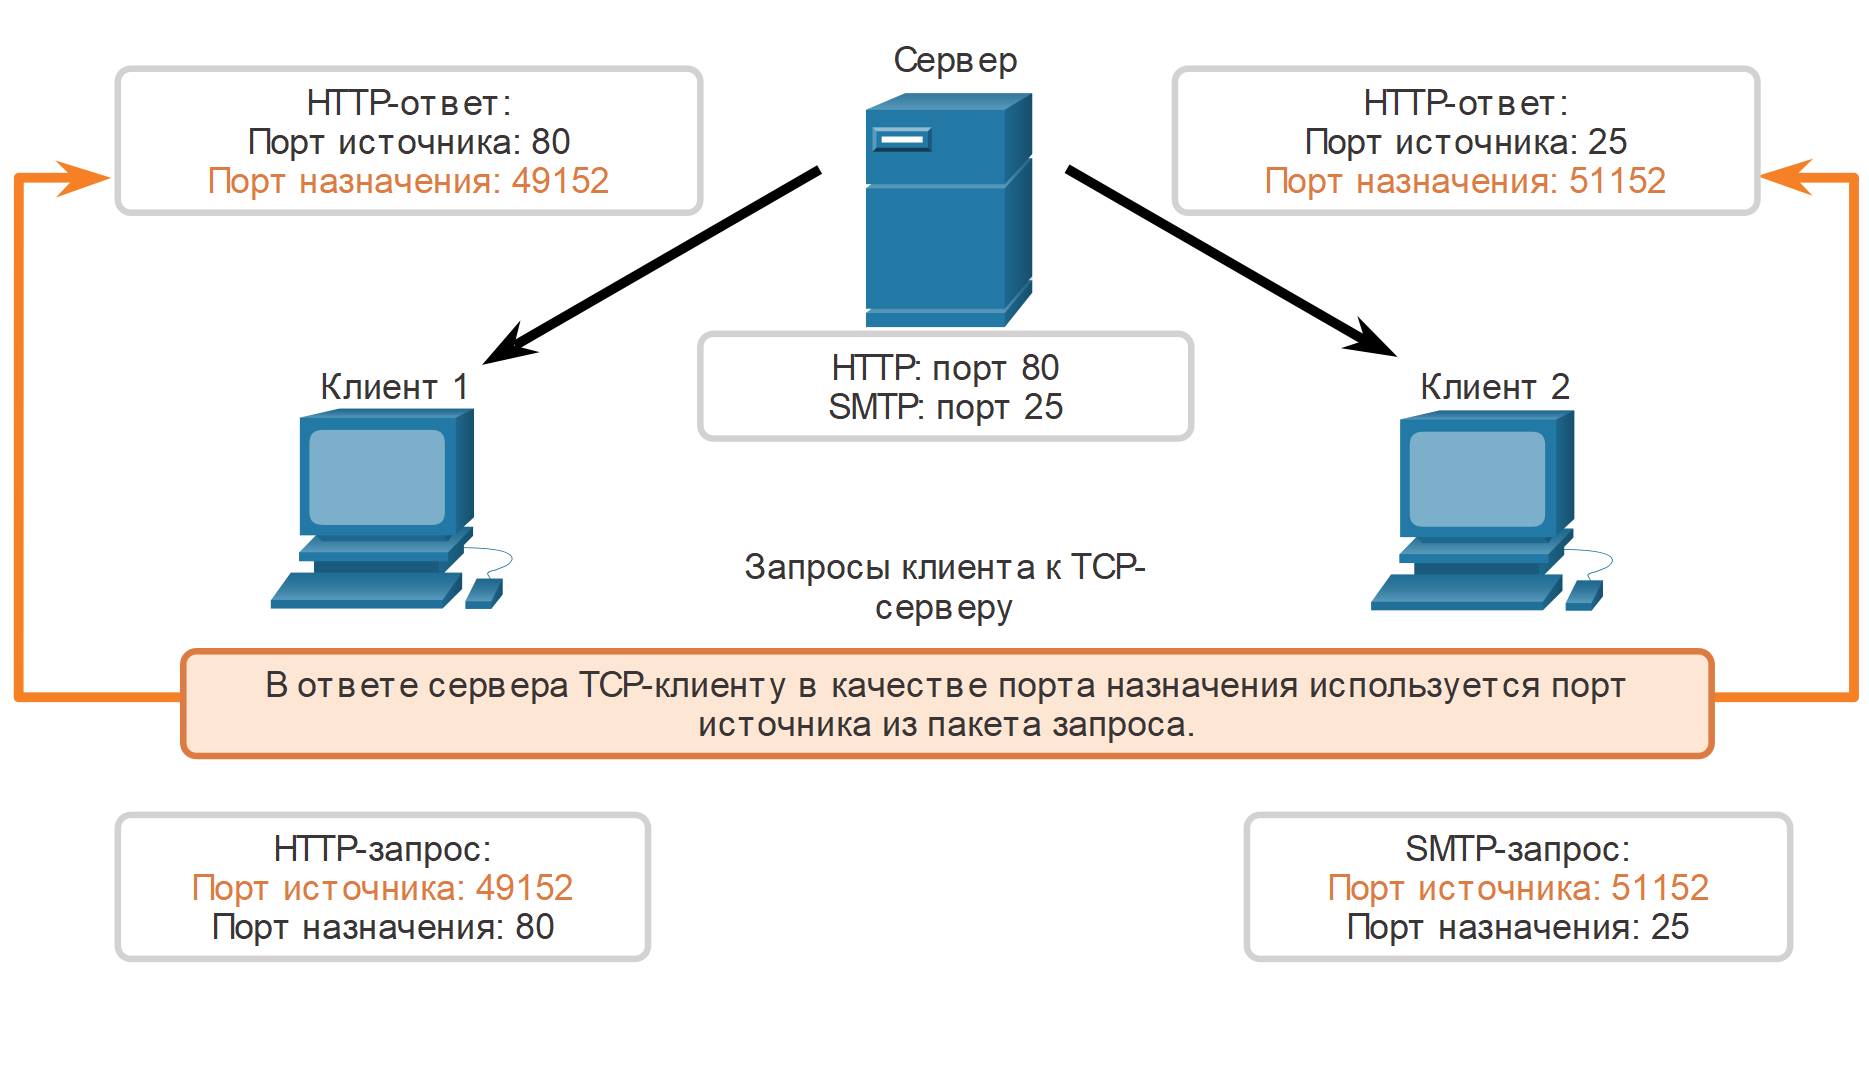 Сервер
HTTP-ответ:
Порт источника: 80
Порт назначения: 49152
HTTP-ответ:
Порт источника: 25
Порт назначения: 51152
HTTP: порт 80
SMTP: порт 25
Клиент 1
Клиент 2
Запросы клиента к TCP-
серверу
В ответе сервера TCP-клиенту в качестве порта назначения используется порт
источника из пакета запроса.
HTTP-запрос:
Порт источника: 49152
Порт назначения: 80
SMTP-запрос:
Порт источника: 51152
Порт назначения: 25